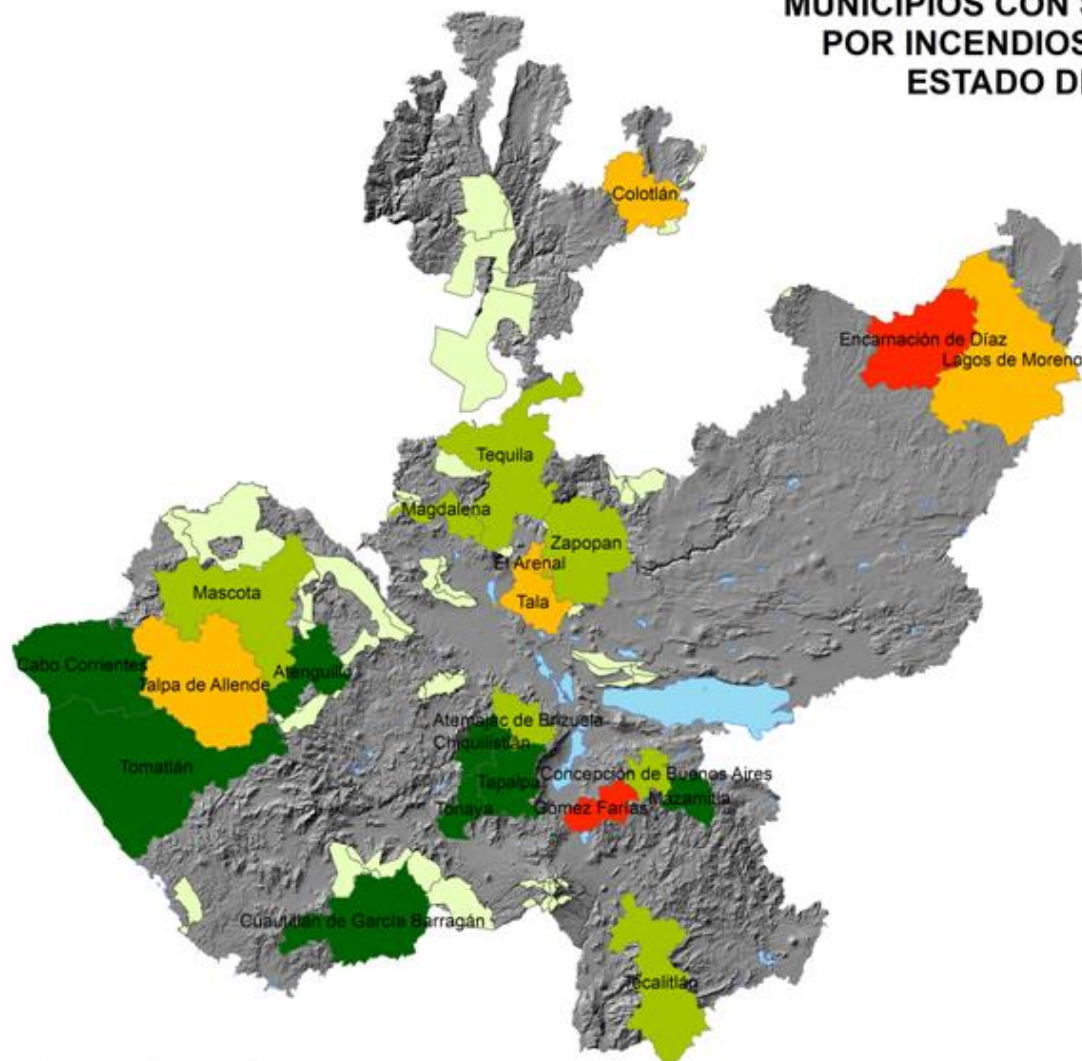 MUNICIPIOS CON
POR INCENDIOS
ESTADO DE
Colotlán
Encarnación de Díaz
Lagos de Moreno
Tequila
Magdalena
Zapopan
El Arenal
Tala
Mascota
Cabo Corrientes
Talpa de Allende
Atenguillo
Tomatlán
Atemajac de Brizuela
Chiquilistlán
Tapalpa
Tonaya
Concepción de Buenos Aires
Mazamitla
Gómez Farías
Cuautitlán de García Barragán
Tecalitlán